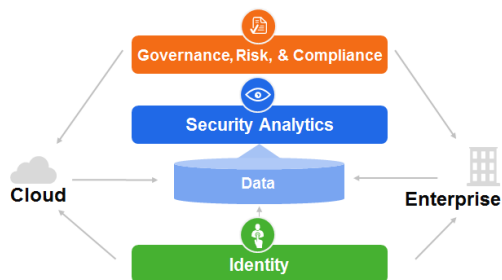 Governance, Risk, & Compliance
Security Analytics
Cloud
Data
Enterprise
Identity